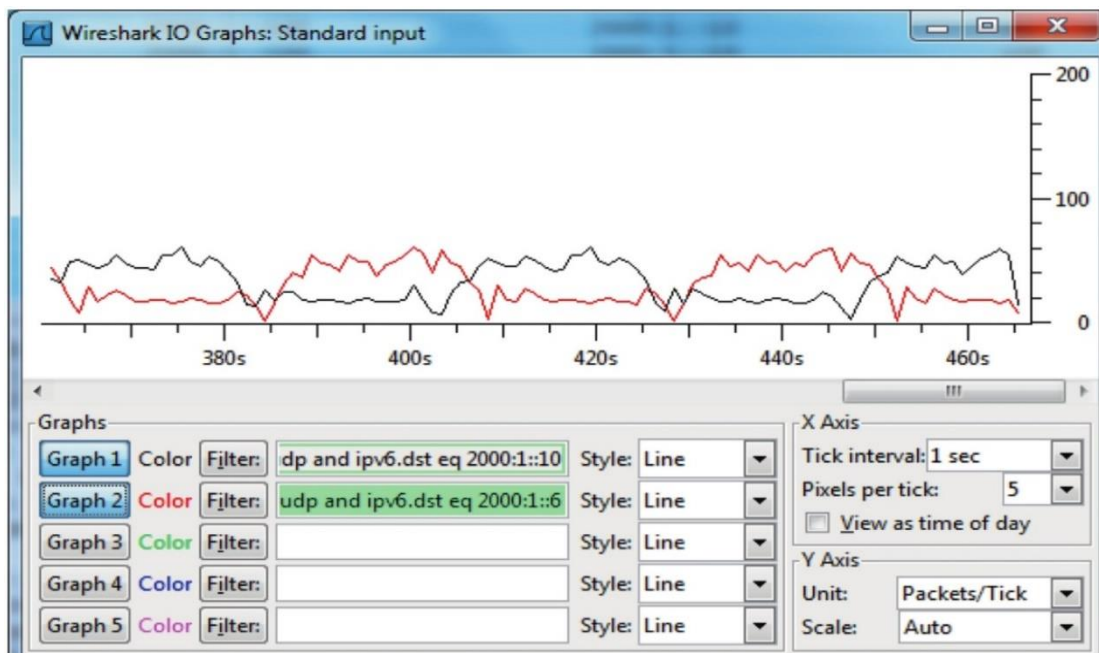 Wireshark IO Graphs: Standard input
200
100
0
380s 400s 420s 440s 460s
Graphs
Graph 1 Color Filter: dp and ipv6.dst eq 2000:1::10 Style: Line
Graph 2 Color Filter: udp and ipv6.dst eq 2000:1::6 Style: Line
Graph 3 Color Filter: Style: Line
Graph 4 Color Filter: Style: Line
Graph 5 Color Filter: Style: Line
X Axis
Tick interval: 1 sec
Pixels per tick: 5
View as time of day
Y Axis
Unit: Packets/Tick
Scale: Auto